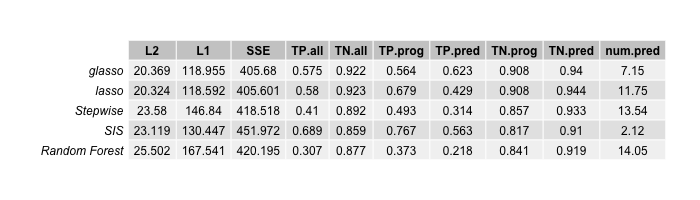 L2 L1 SSE TP.all TN.all TP.prog TP.pred TN.prog TN.pred num.pred
glasso 20.369 118.955 405.68 0.575 0.922 0.564 0.623 0.908 0.94 7.15
lasso 20.324 118.592 405.601 0.58 0.923 0.679 0.429 0.908 0.944 11.75
Stepwise 23.58 146.84 418.518 0.41 0.892 0.493 0.314 0.857 0.933 13.54
SIS 23.119 130.447 451.972 0.689 0.859 0.767 0.563 0.817 0.91 2.12
Random Forest 25.502 167.541 420.195 0.307 0.877 0.373 0.218 0.841 0.919 14.05